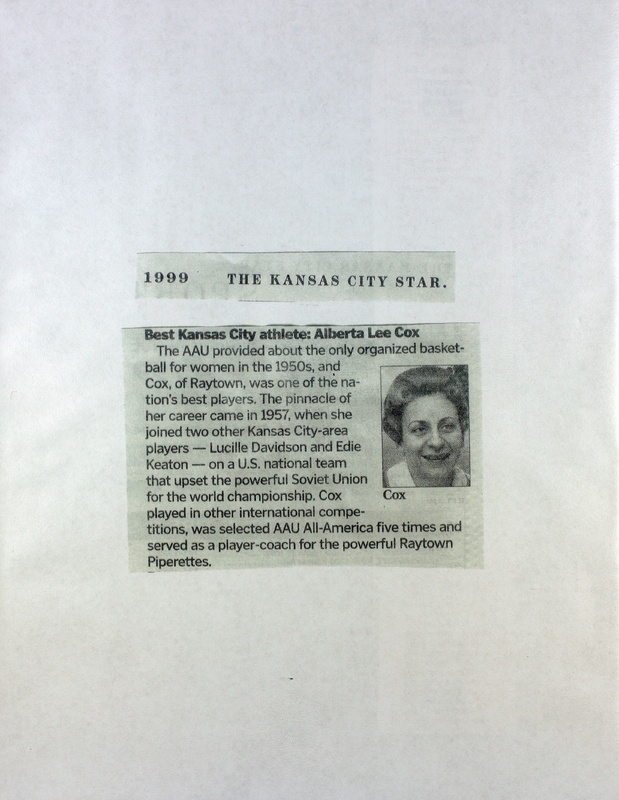 1999 THE KANSAS CITY STAR.
Best Kansas City athlete: Alberta Lee Cox
The AAU provided about the only organized basket-
ball for women in the 1950s, and
Cox, of Raytown, was one of the na-
tion's best players. The pinnacle of
her career came in 1957, when she
joined two other Kansas City-area
players — Lucille Davidson and Edie
Keaton — on a U.S. national team
that upset the powerful Soviet Union
for the world championship. Cox
played in other international compe-
titions, was selected AAU All-America five times and
served as a player-coach for the powerful Raytown
Piperettes.
Cox